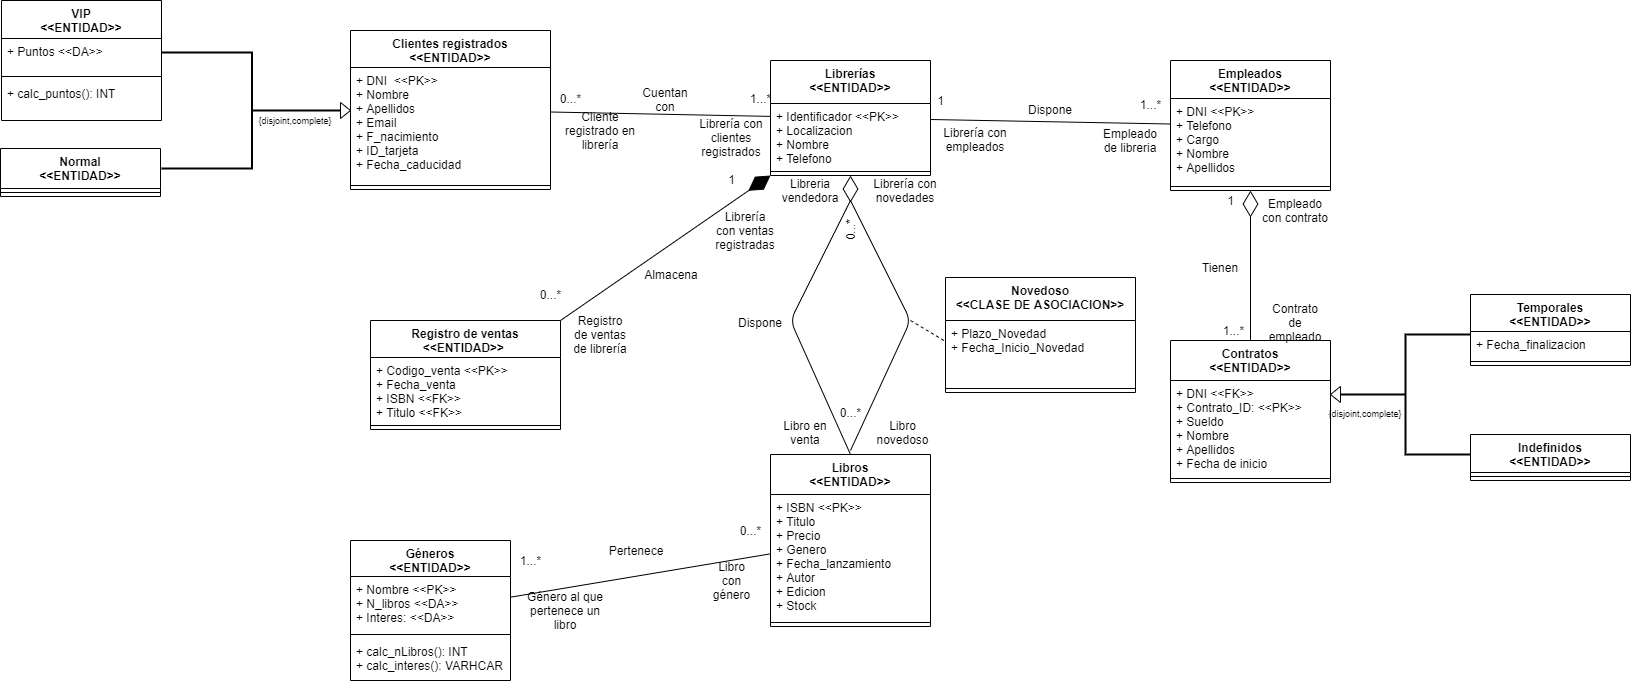 VIP
<<ENTIDAD>>
+ Puntos <<DA>>
+ calc_puntos(): INT
Normal
<<ENTIDAD>>
{disjoint,complete}
Clientes registrados
<<ENTIDAD>>
+ DNI  <<PK>>
+ Nombre
+ Apellidos
+ Email
+ F_nacimiento
+ ID_tarjeta
+ Fecha_caducidad
0...*
Cliente
registrado en
librería
Cuentan
con
1...*
Librería con
clientes
registrados
Librerías
<<ENTIDAD>>
+ Identificador <<PK>>
+ Localizacion
+ Nombre
+ Telefono
1
Librería con
empleados
Dispone
1...*
Empleado
de libreria
Empleados
<<ENTIDAD>>
+ DNI <<PK>>
+ Telefono
+ Cargo
+ Nombre
+ Apellidos
1
Librería
con ventas
registradas
Almacena
0...*
Registro
de ventas
de librería
Registro de ventas
<<ENTIDAD>>
+ Codigo_venta <<PK>>
+ Fecha_venta
+ ISBN <<FK>>
+ Titulo <<FK>>
Libreria
vendedora
Librería con
novedades
0...*
Dispone
Novedoso
<<CLASE DE ASOCIACION>>
+ Plazo_Novedad
+ Fecha_Inicio_Novedad
0...*
Libro en
venta
Libro
novedoso
1
Empleado
con contrato
Tienen
1...*
Contrato
de
empleado
Contratos
<<ENTIDAD>>
+ DNI <<FK>>
+ Contrato_ID: <<PK>>
+ Sueldo
+ Nombre
+ Apellidos
+ Fecha de inicio
{disjoint,complete}
Temporales
<<ENTIDAD>>
+ Fecha_finalizacion
Indefinidos
<<ENTIDAD>>
Libros
<<ENTIDAD>>
+ ISBN <<PK>>
+ Titulo
+ Precio
+ Genero
+ Fecha_lanzamiento
+ Autor
+ Edicion
+ Stock
0...*
Libro
con
género
Pertenece
1...*
Género al que
pertenece un
libro
Géneros
<<ENTIDAD>>
+ Nombre <<PK>>
+ N_libros <<DA>>
+ Interes: <<DA>>
+ calc_nLibros(): INT
+ calc_interes(): VARHCAR